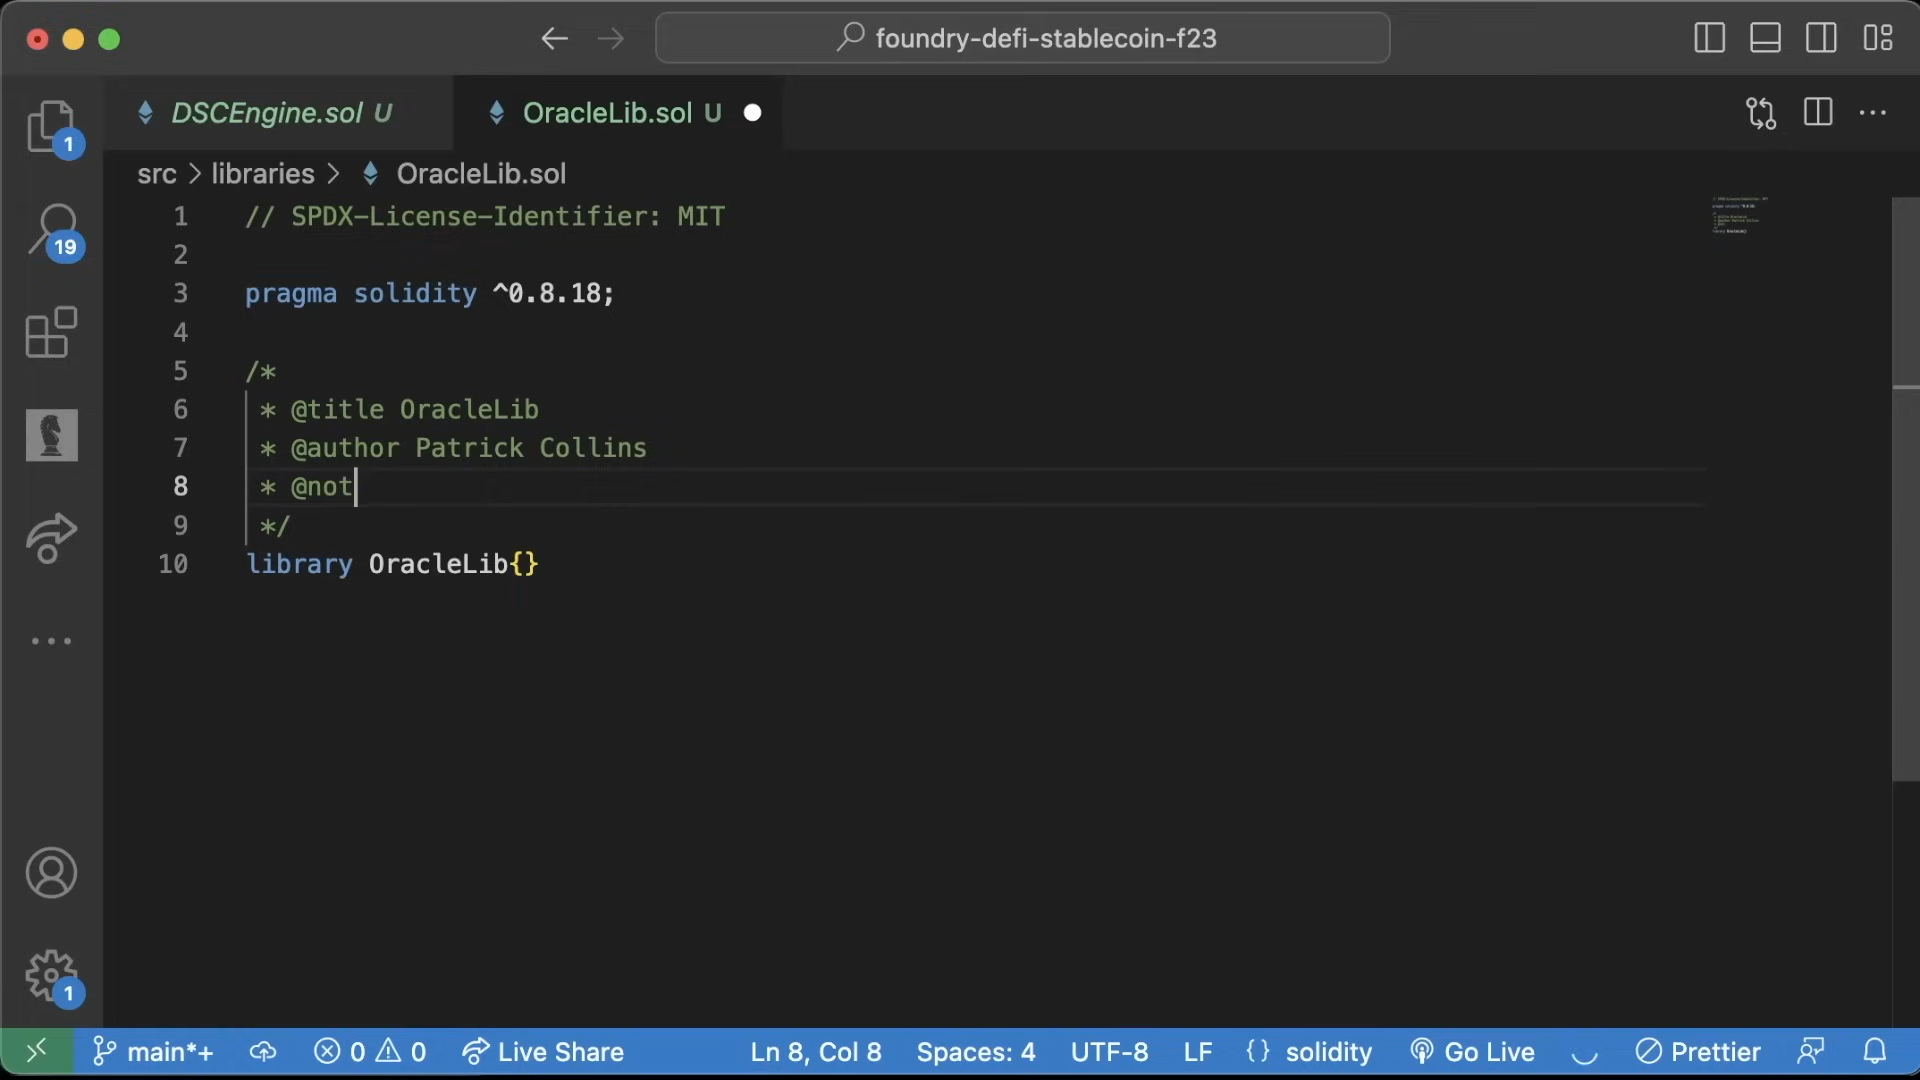 foundry-defi-stablecoin-f23
DSCEngine.sol U
OracleLib.sol U
src > libraries > OracleLib.sol
1
19
1
1 // SPDX-License-Identifier: MIT
2
3 pragma solidity ^0.8.18;
4
5 /*
6 * @title OracleLib
7 * @author Patrick Collins
8 * @not
9 */
10 library OracleLib{}
main*+ 0 0 Live Share Ln 8, Col 8 Spaces: 4 UTF-8 LF {} solidity Go Live Prettier